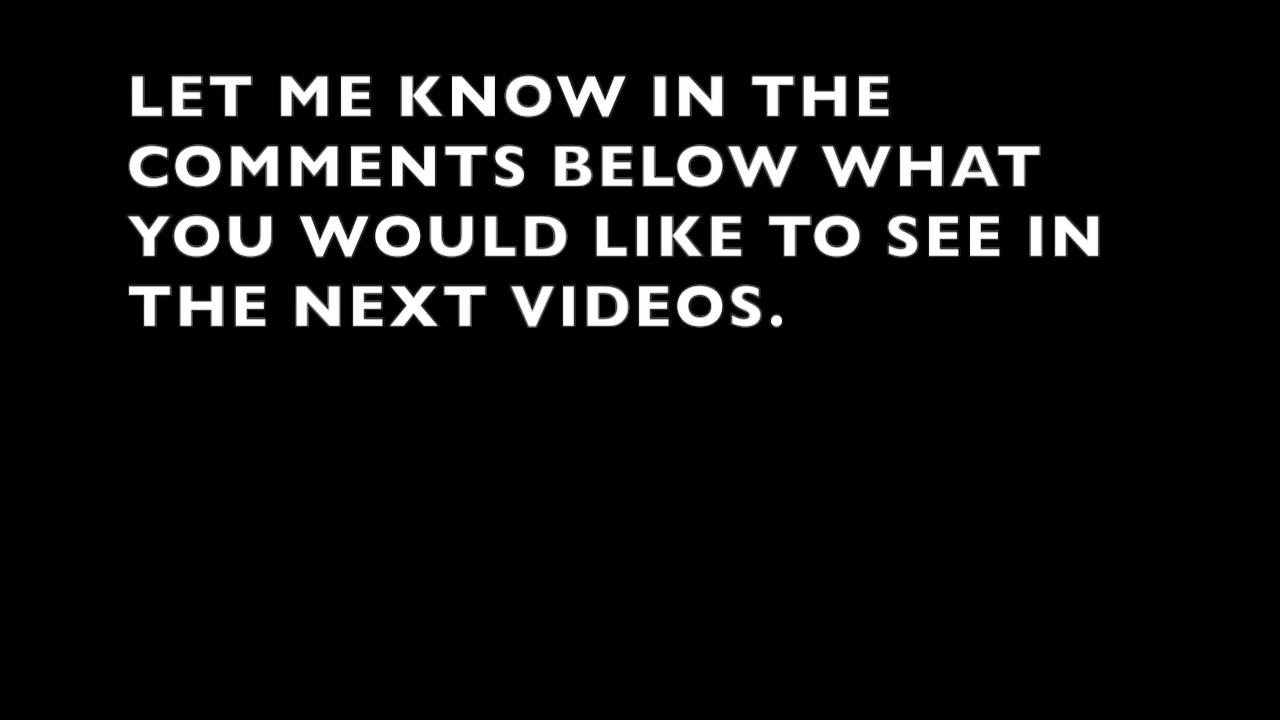 LET ME KNOW IN THE
COMMENTS BELOW WHAT
YOU WOULD LIKE TO SEE IN
THE NEXT VIDEOS.